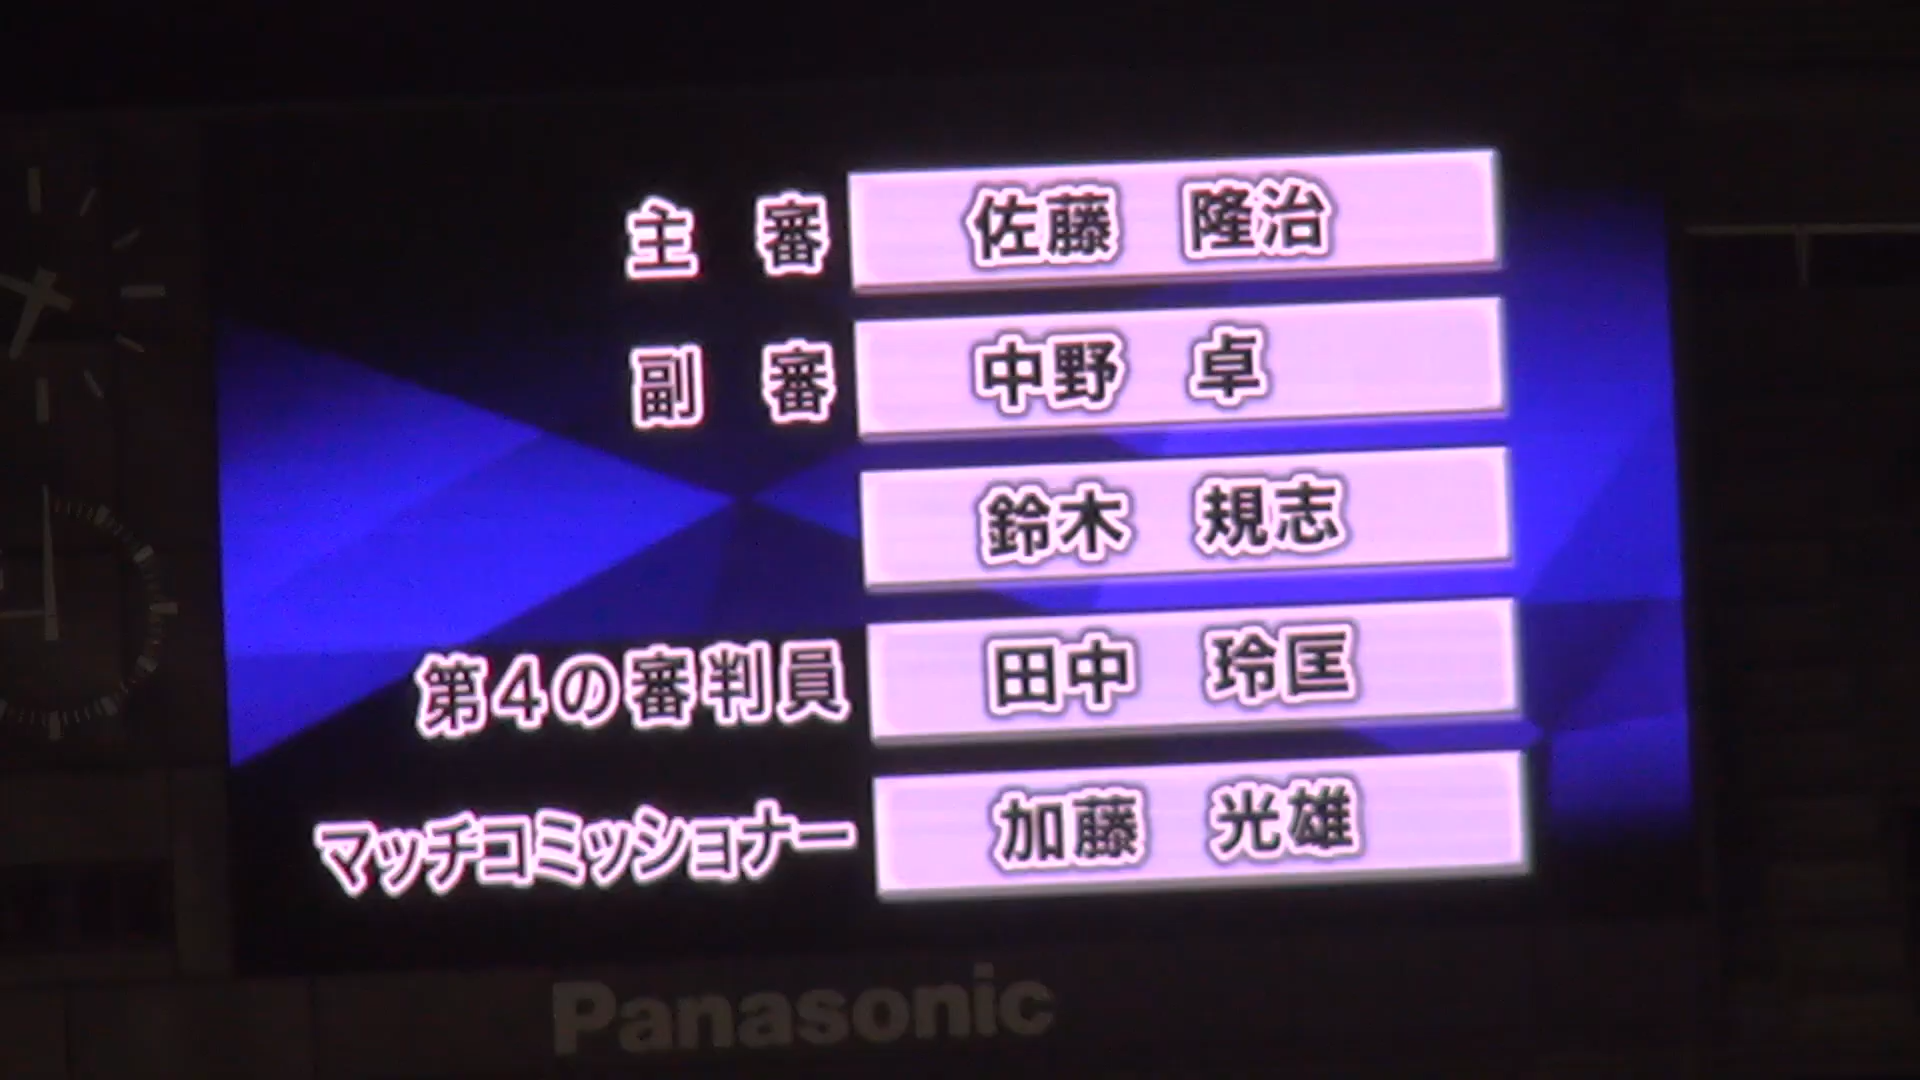 主　審　佐藤　隆治
副　審　中野　卓
鈴木　規志
第4の審判員　田中　玲匡
マッチコミッショナー　加藤　光雄
Panasonic